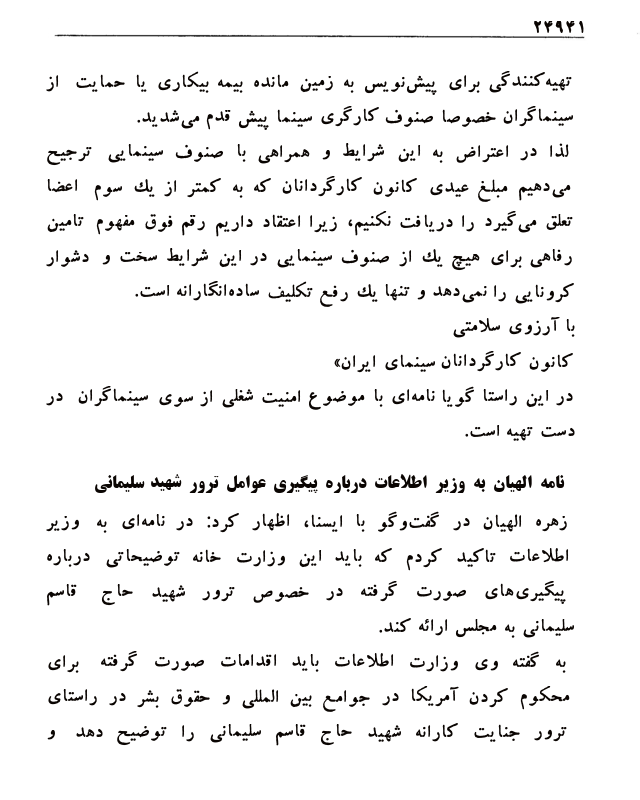 ۲۴۹۴۱
تهیه‌کنندگی برای پیش‌نویس به زمین مانده بیمه بیکاری یا حمایت از
سینماگران خصوصا صنوف کارگری سینما پیش قدم می‌شدید.
لذا در اعتراض به این شرایط و همراهی با صنوف سینمایی ترجیح
می‌دهیم مبلغ عیدی کانون کارگردانان که به کمتر از یك سوم اعضا
تعلق می‌گیرد را دریافت نکنیم، زیرا اعتقاد داریم رقم فوق مفهوم تامین
رفاهی برای هیچ یك از صنوف سینمایی در این شرایط سخت و دشوار
کرونایی را نمی‌دهد و تنها یك رفع تکلیف ساده‌انگارانه است.
با آرزوی سلامتی
کانون کارگردانان سینمای ایران»
در این راستا گویا نامه‌ای با موضوع امنیت شغلی از سوی سینماگران در
دست تهیه است.
نامه الهیان به وزیر اطلاعات درباره پیگیری عوامل ترور شهید سلیمانی
زهره الهیان در گفت‌وگو با ایسنا، اظهار کرد: در نامه‌ای به وزیر
اطلاعات تاکید کردم که باید این وزارت خانه توضیحاتی درباره
پیگیری‌های صورت گرفته در خصوص ترور شهید حاج قاسم
سلیمانی به مجلس ارائه کند.
به گفته وی وزارت اطلاعات باید اقدامات صورت گرفته برای
محکوم کردن آمریکا در جوامع بین المللی و حقوق بشر در راستای
ترور جنایت کارانه شهید حاج قاسم سلیمانی را توضیح دهد و